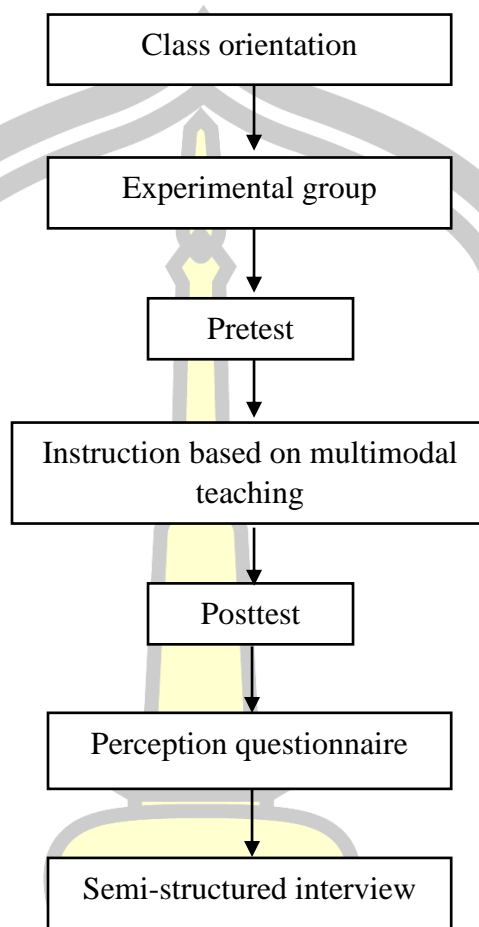 Class orientation
Experimental group
Pretest
Instruction based on multimodal
teaching
Posttest
Perception questionnaire
Semi-structured interview